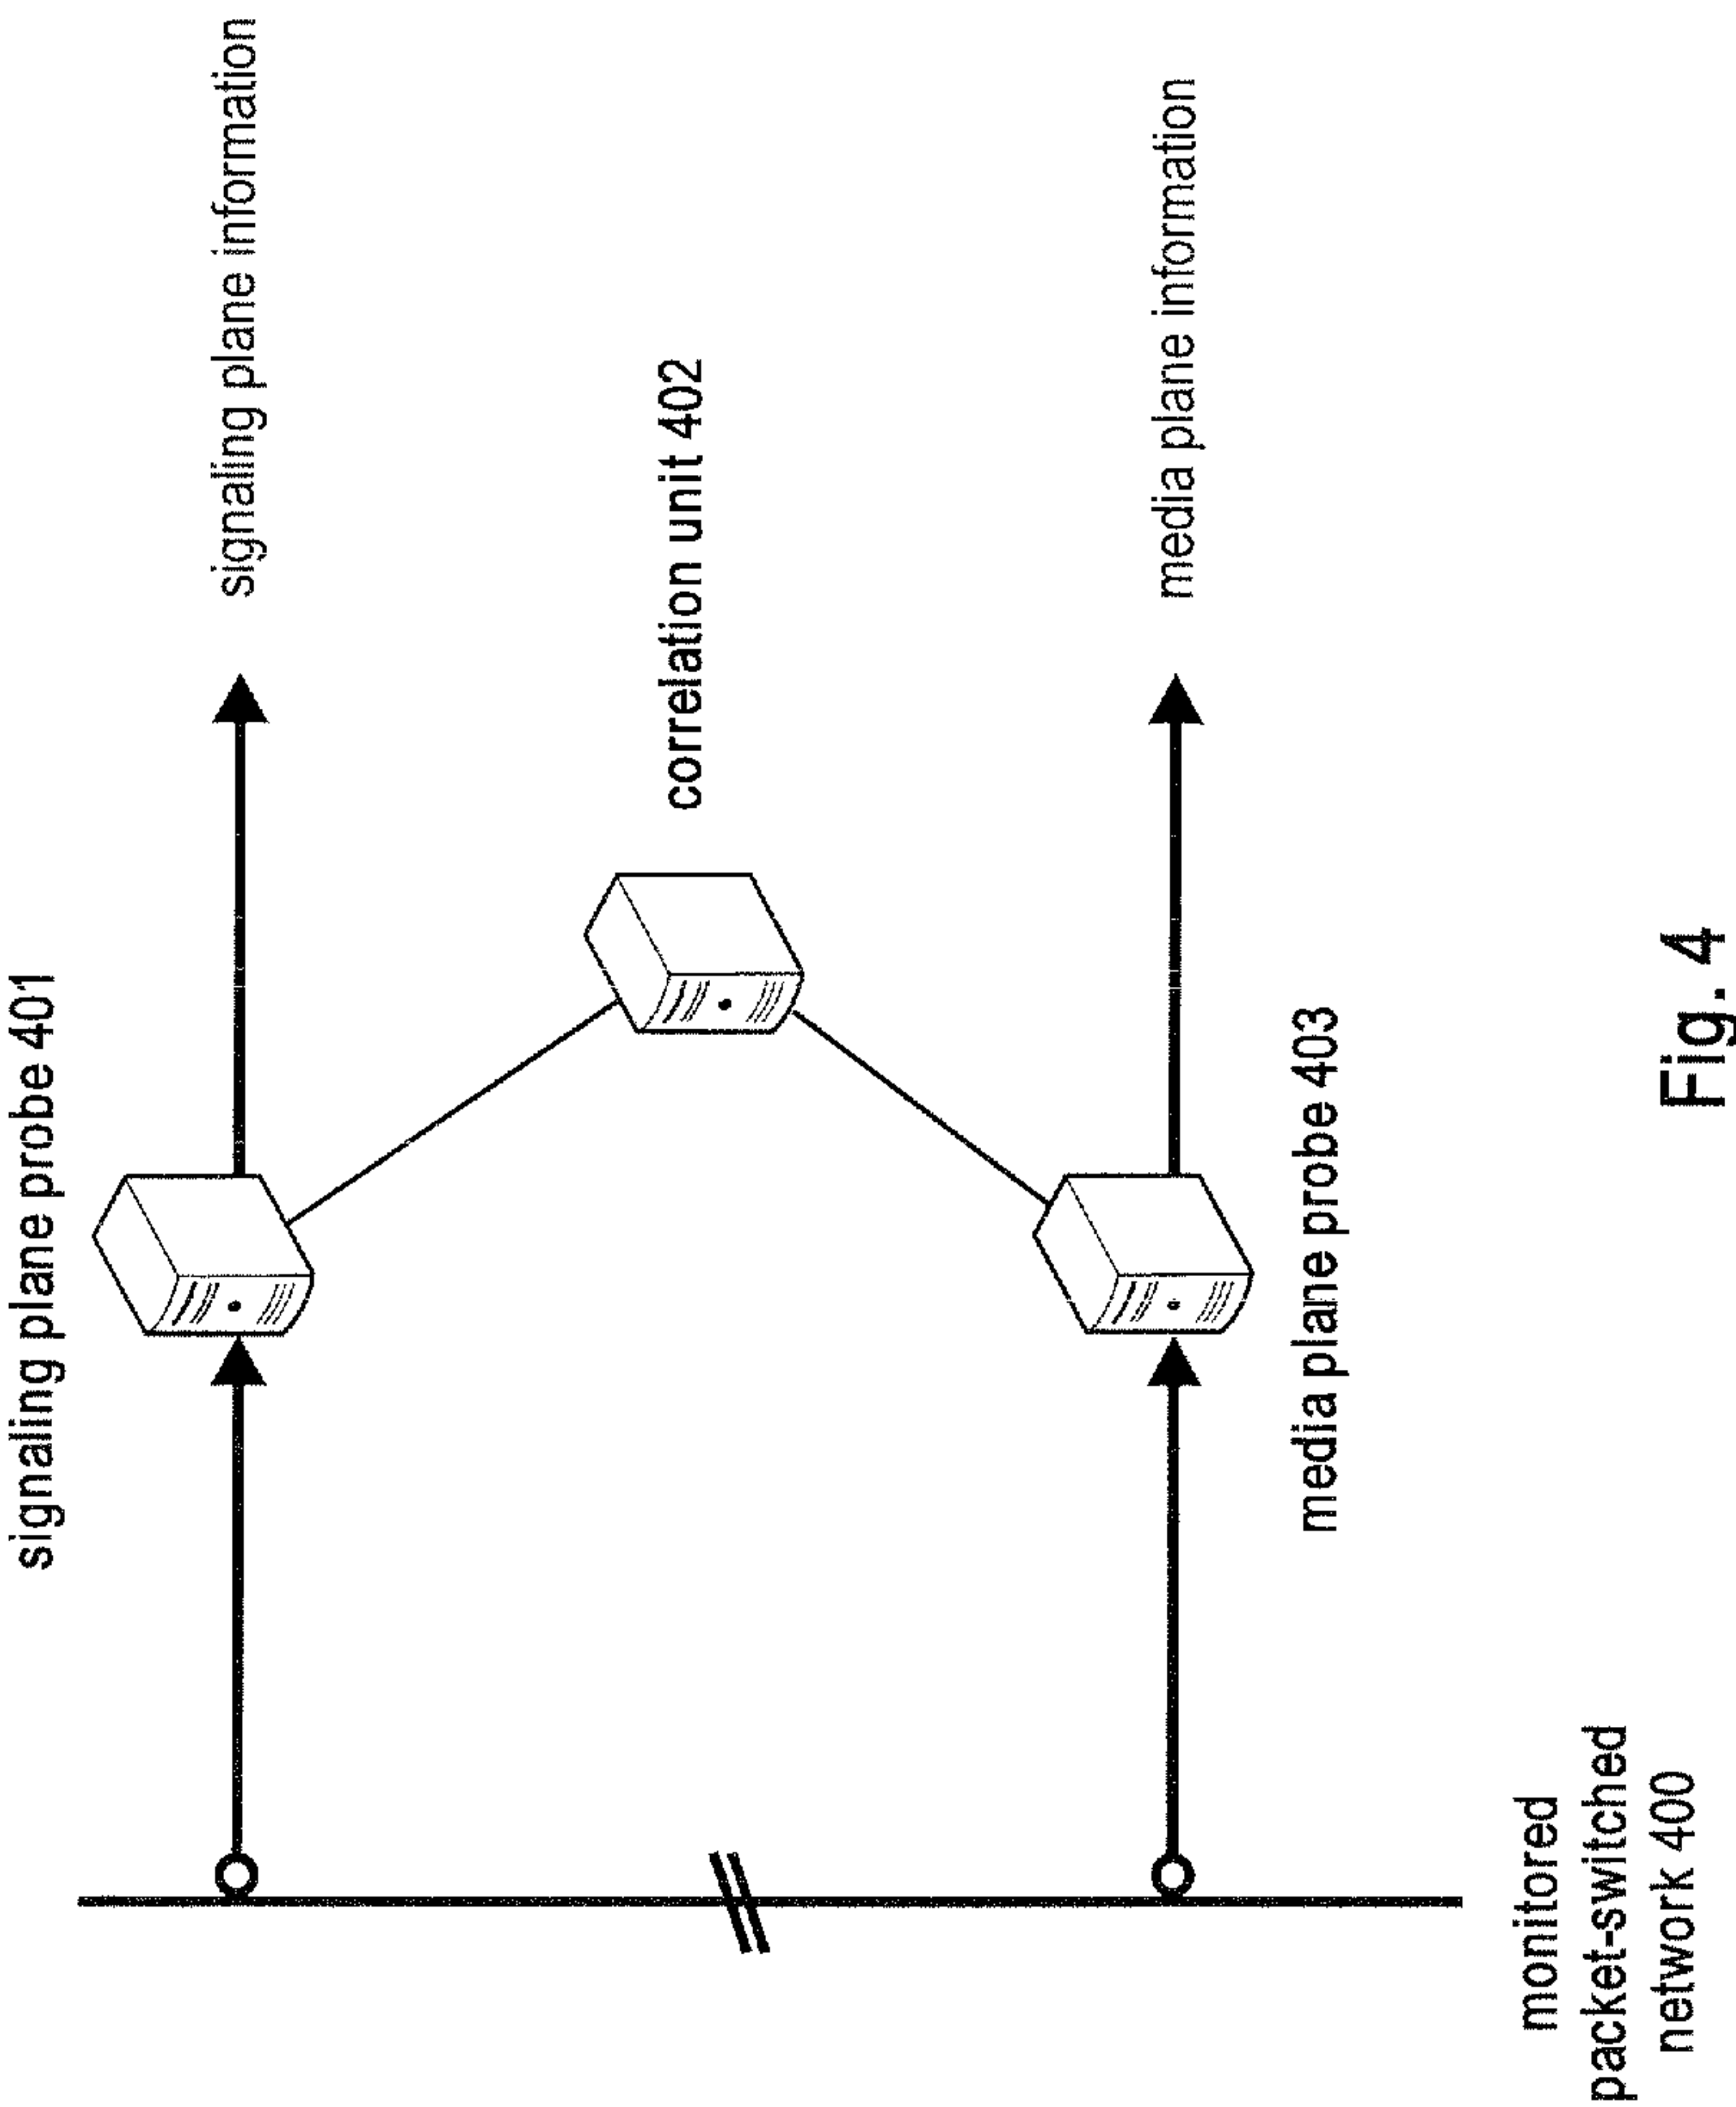 signaling plane probe 401
signaling plane information
correlation unit 402
media plane information
media plane probe 403
monitored
packet-switched
network 400
Fig. 4